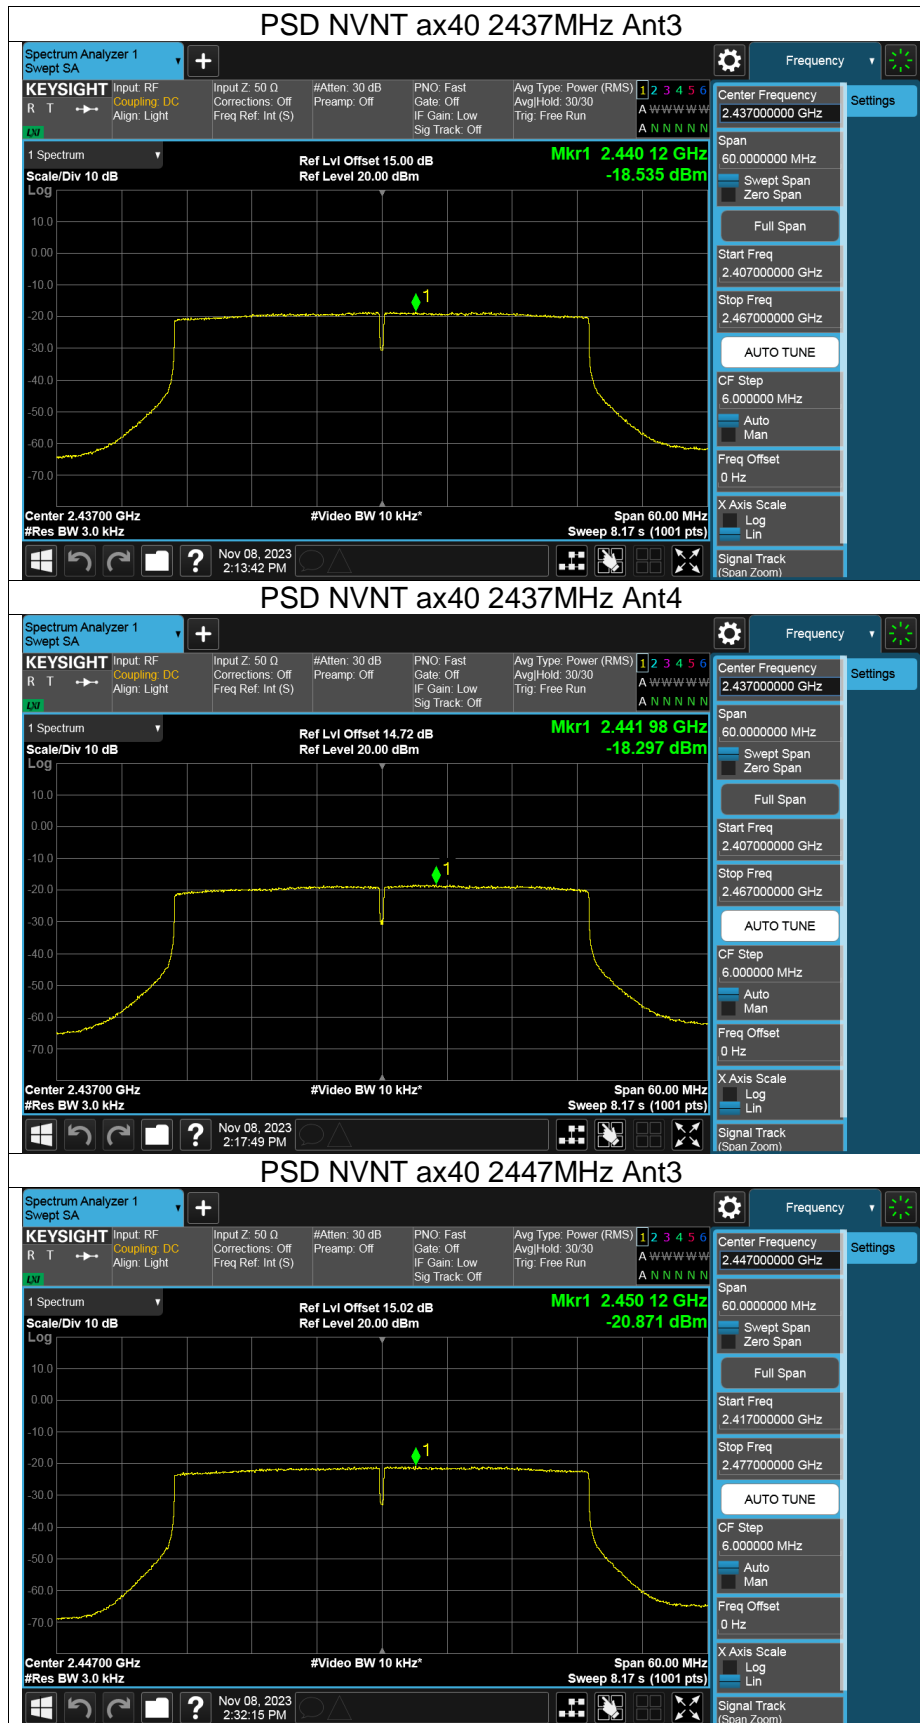 PSD NVNT ax40 2437MHz Ant3
Spectrum Analyzer 1
Swept SA
+
Frequency
KEYSIGHT
R T
LXI
Input: RF
Coupling: DC
Align: Light
Input Z: 50 Ω
Corrections: Off
Freq Ref: Int (S)
#Atten: 30 dB
Preamp: Off
PNO: Fast
Gate: Off
IF Gain: Low
Sig Track: Off
Avg Type: Power (RMS)
Avg|Hold: 30/30
Trig: Free Run
1 2 3 4 5 6
A W W W W W
A N N N N N
Center Frequency
2.437000000 GHz
Settings
Span
60.0000000 MHz
Swept Span
Zero Span
Full Span
Start Freq
2.407000000 GHz
Stop Freq
2.467000000 GHz
AUTO TUNE
CF Step
6.000000 MHz
Auto
Man
Freq Offset
0 Hz
X Axis Scale
Log
Lin
Signal Track
(Span Zoom)
1 Spectrum
Scale/Div 10 dB
Ref Lvl Offset 15.00 dB
Ref Level 20.00 dBm
Mkr1 2.440 12 GHz
-18.535 dBm
Log
10.0
0.00
-10.0
-20.0
-30.0
-40.0
-50.0
-60.0
-70.0
1
Center 2.43700 GHz
#Res BW 3.0 kHz
#Video BW 10 kHz*
Span 60.00 MHz
Sweep 8.17 s (1001 pts)
?
Nov 08, 2023
2:13:42 PM
PSD NVNT ax40 2437MHz Ant4
Spectrum Analyzer 1
Swept SA
+
Frequency
KEYSIGHT
R T
LXI
Input: RF
Coupling: DC
Align: Light
Input Z: 50 Ω
Corrections: Off
Freq Ref: Int (S)
#Atten: 30 dB
Preamp: Off
PNO: Fast
Gate: Off
IF Gain: Low
Sig Track: Off
Avg Type: Power (RMS)
Avg|Hold: 30/30
Trig: Free Run
1 2 3 4 5 6
A W W W W W
A N N N N N
Center Frequency
2.437000000 GHz
Settings
Span
60.0000000 MHz
Swept Span
Zero Span
Full Span
Start Freq
2.407000000 GHz
Stop Freq
2.467000000 GHz
AUTO TUNE
CF Step
6.000000 MHz
Auto
Man
Freq Offset
0 Hz
X Axis Scale
Log
Lin
Signal Track
(Span Zoom)
1 Spectrum
Scale/Div 10 dB
Ref Lvl Offset 14.72 dB
Ref Level 20.00 dBm
Mkr1 2.441 98 GHz
-18.297 dBm
Log
10.0
0.00
-10.0
-20.0
-30.0
-40.0
-50.0
-60.0
-70.0
1
Center 2.43700 GHz
#Res BW 3.0 kHz
#Video BW 10 kHz*
Span 60.00 MHz
Sweep 8.17 s (1001 pts)
?
Nov 08, 2023
2:17:49 PM
PSD NVNT ax40 2447MHz Ant3
Spectrum Analyzer 1
Swept SA
+
Frequency
KEYSIGHT
R T
LXI
Input: RF
Coupling: DC
Align: Light
Input Z: 50 Ω
Corrections: Off
Freq Ref: Int (S)
#Atten: 30 dB
Preamp: Off
PNO: Fast
Gate: Off
IF Gain: Low
Sig Track: Off
Avg Type: Power (RMS)
Avg|Hold: 30/30
Trig: Free Run
1 2 3 4 5 6
A W W W W W
A N N N N N
Center Frequency
2.447000000 GHz
Settings
Span
60.0000000 MHz
Swept Span
Zero Span
Full Span
Start Freq
2.417000000 GHz
Stop Freq
2.477000000 GHz
AUTO TUNE
CF Step
6.000000 MHz
Auto
Man
Freq Offset
0 Hz
X Axis Scale
Log
Lin
Signal Track
(Span Zoom)
1 Spectrum
Scale/Div 10 dB
Ref Lvl Offset 15.02 dB
Ref Level 20.00 dBm
Mkr1 2.450 12 GHz
-20.871 dBm
Log
10.0
0.00
-10.0
-20.0
-30.0
-40.0
-50.0
-60.0
-70.0
1
Center 2.44700 GHz
#Res BW 3.0 kHz
#Video BW 10 kHz*
Span 60.00 MHz
Sweep 8.17 s (1001 pts)
?
Nov 08, 2023
2:32:15 PM